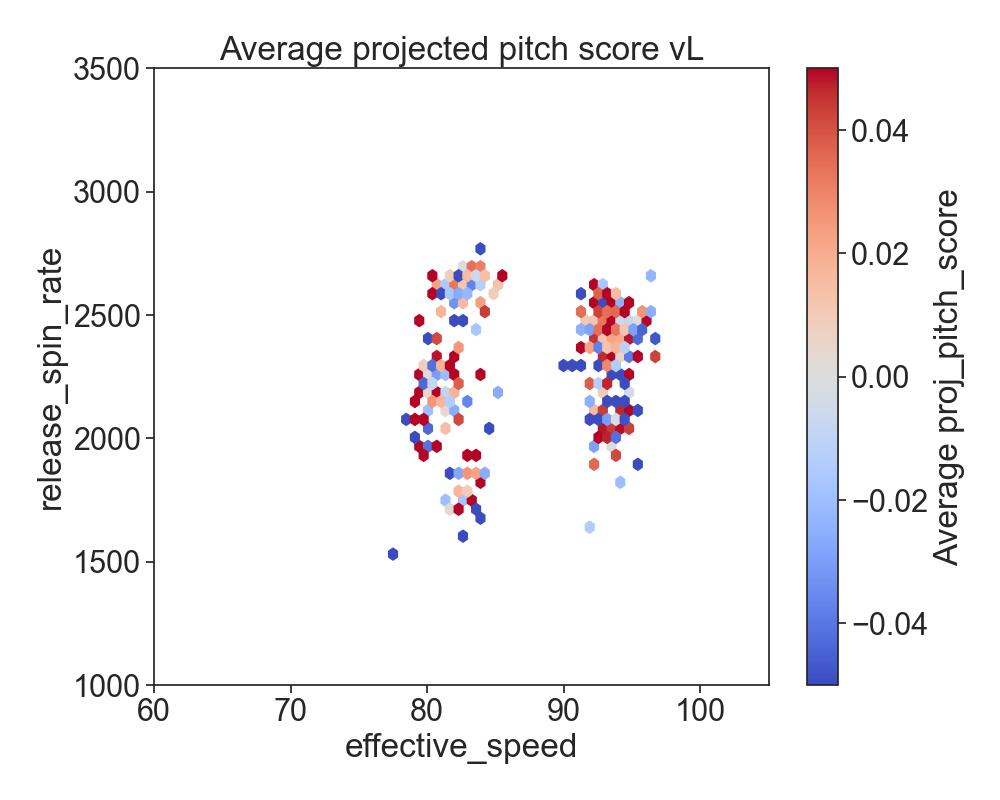 Average projected pitch score vL
3500
3000
2500
2000
1500
1000
release_spin_rate
60 70 80 90 100
effective_speed
0.04
0.02
0.00
−0.02
−0.04
Average proj_pitch_score